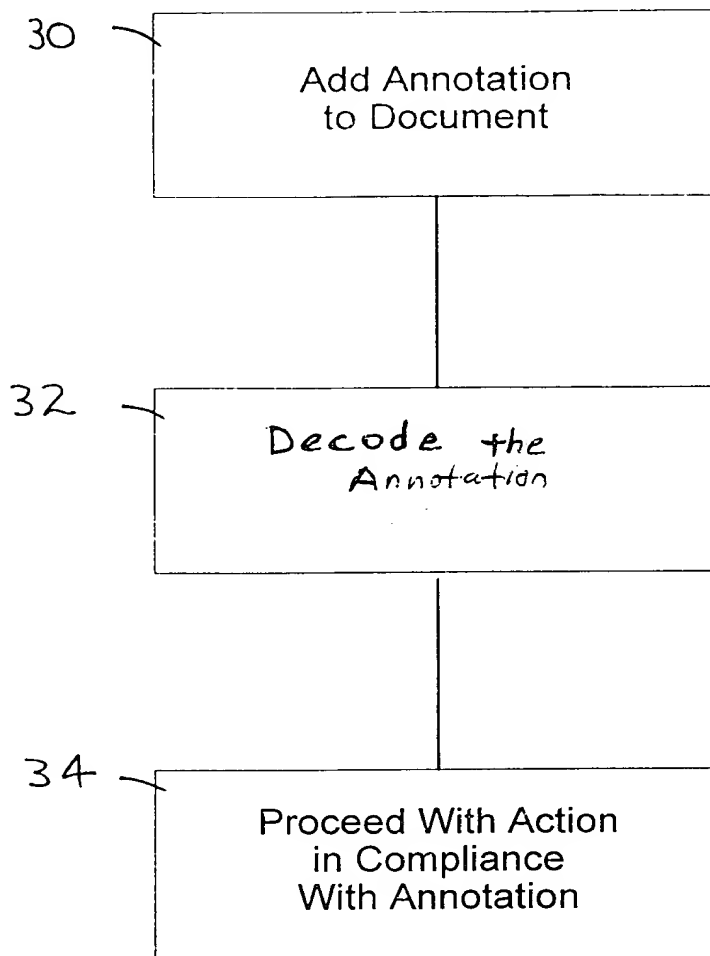 30
Add Annotation
to Document
32
Decode the
Annotation
34
Proceed With Action
in Compliance
With Annotation